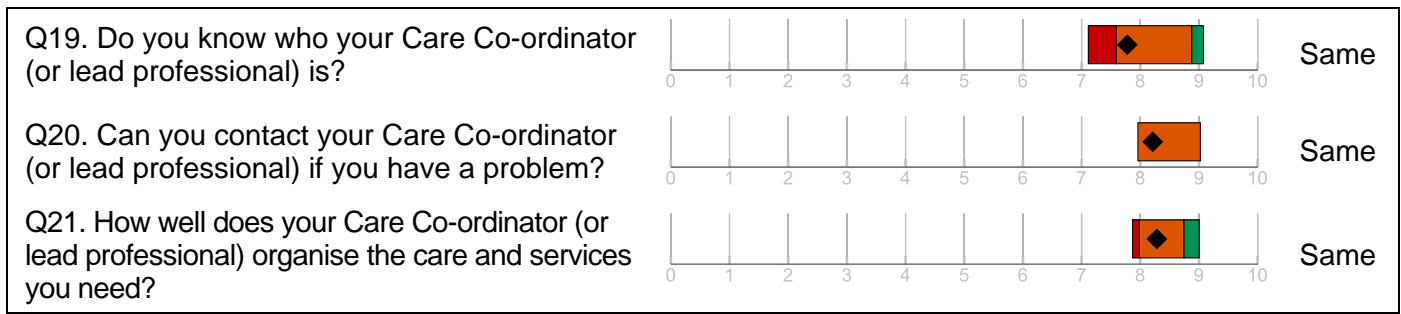 Q19. Do you know who your Care Co-ordinator
(or lead professional) is?
Same
0 1 2 3 4 5 6 7 8 9 10
Q20. Can you contact your Care Co-ordinator
(or lead professional) if you have a problem?
Same
0 1 2 3 4 5 6 7 8 9 10
Q21. How well does your Care Co-ordinator (or
lead professional) organise the care and services
you need?
Same
0 1 2 3 4 5 6 7 8 9 10